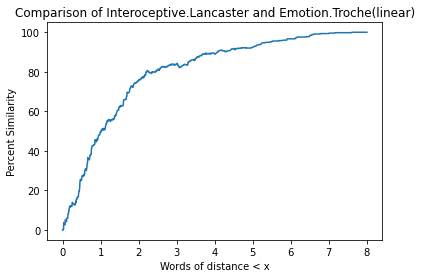 Comparison of Interoceptive.Lancaster and Emotion.Troche(linear)
100
80
60
40
20
0
Percent Similarity
0 1 2 3 4 5 6 7 8
Words of distance < x